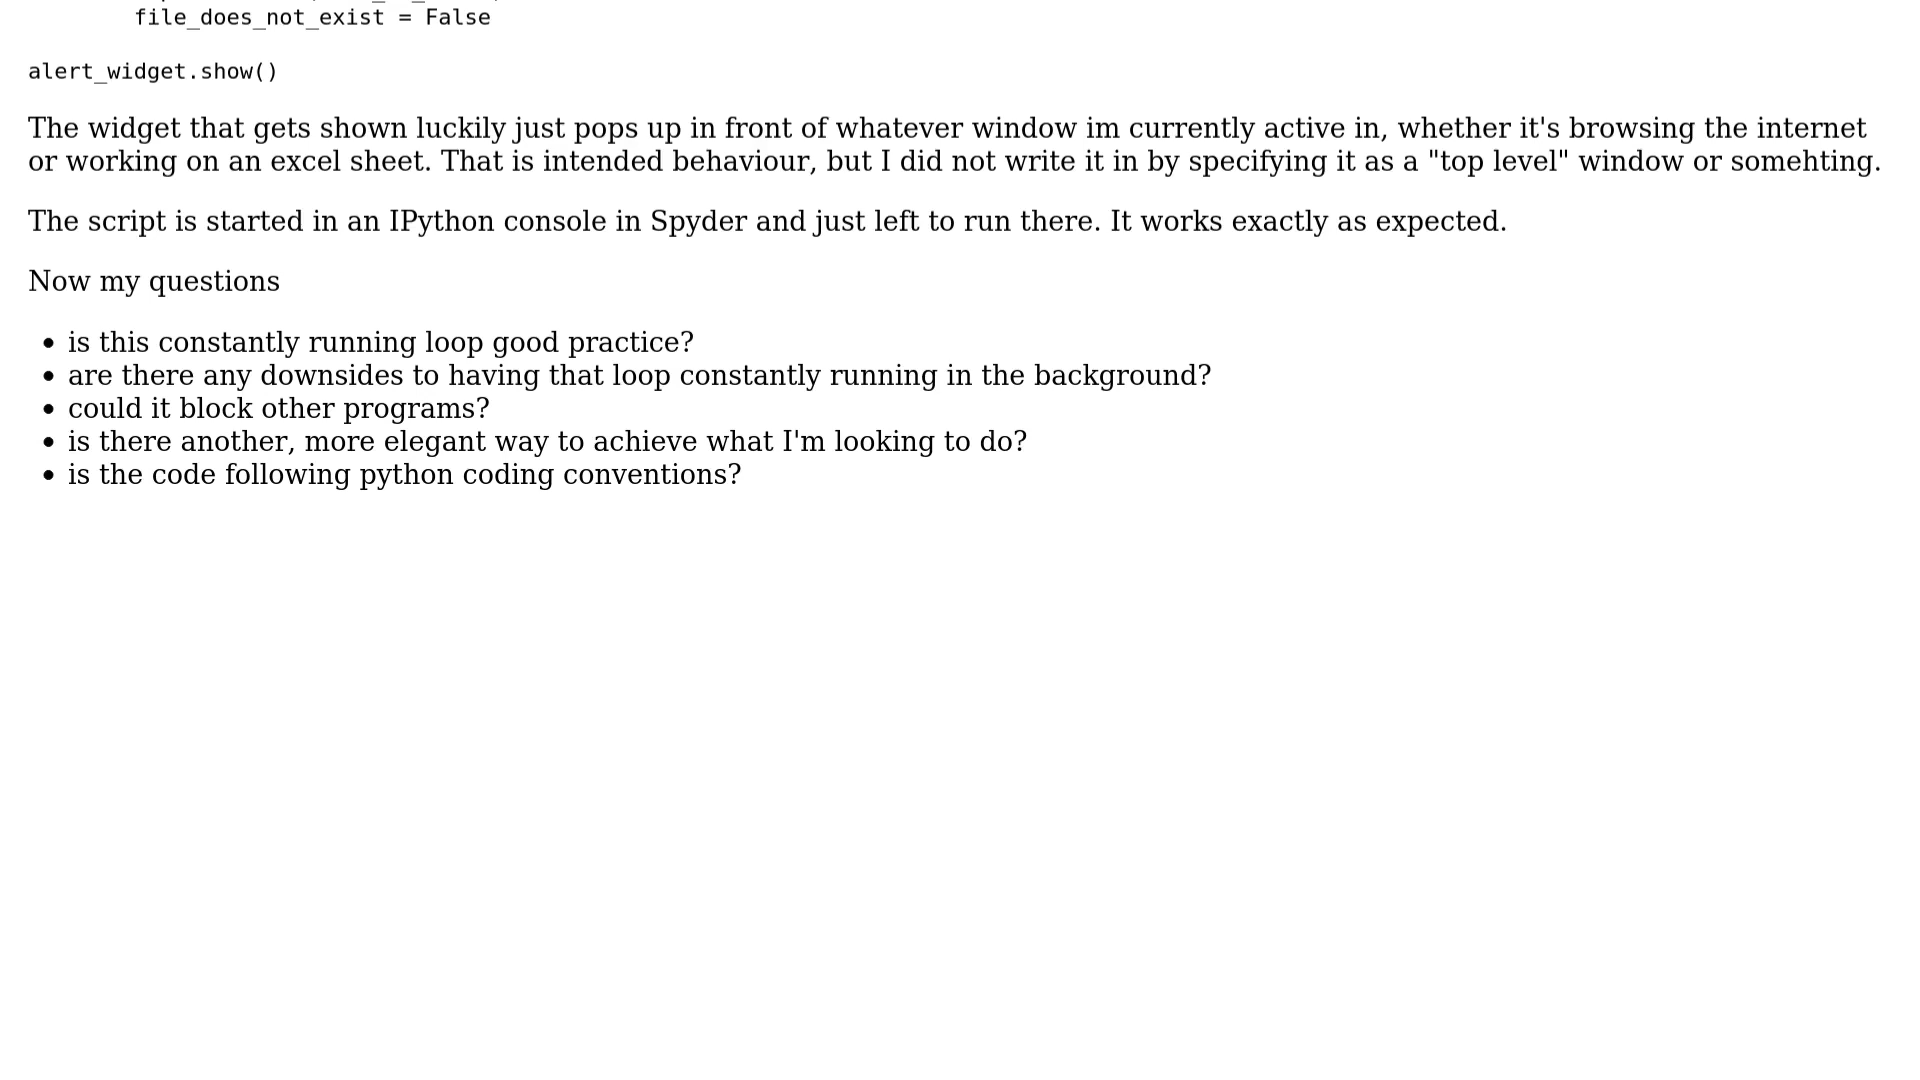 file_does_not_exist = False
alert_widget.show()
The widget that gets shown luckily just pops up in front of whatever window im currently active in, whether it's browsing the internet
or working on an excel sheet. That is intended behaviour, but I did not write it in by specifying it as a "top level" window or somehting.
The script is started in an IPython console in Spyder and just left to run there. It works exactly as expected.
Now my questions
• is this constantly running loop good practice?
• are there any downsides to having that loop constantly running in the background?
• could it block other programs?
• is there another, more elegant way to achieve what I'm looking to do?
• is the code following python coding conventions?